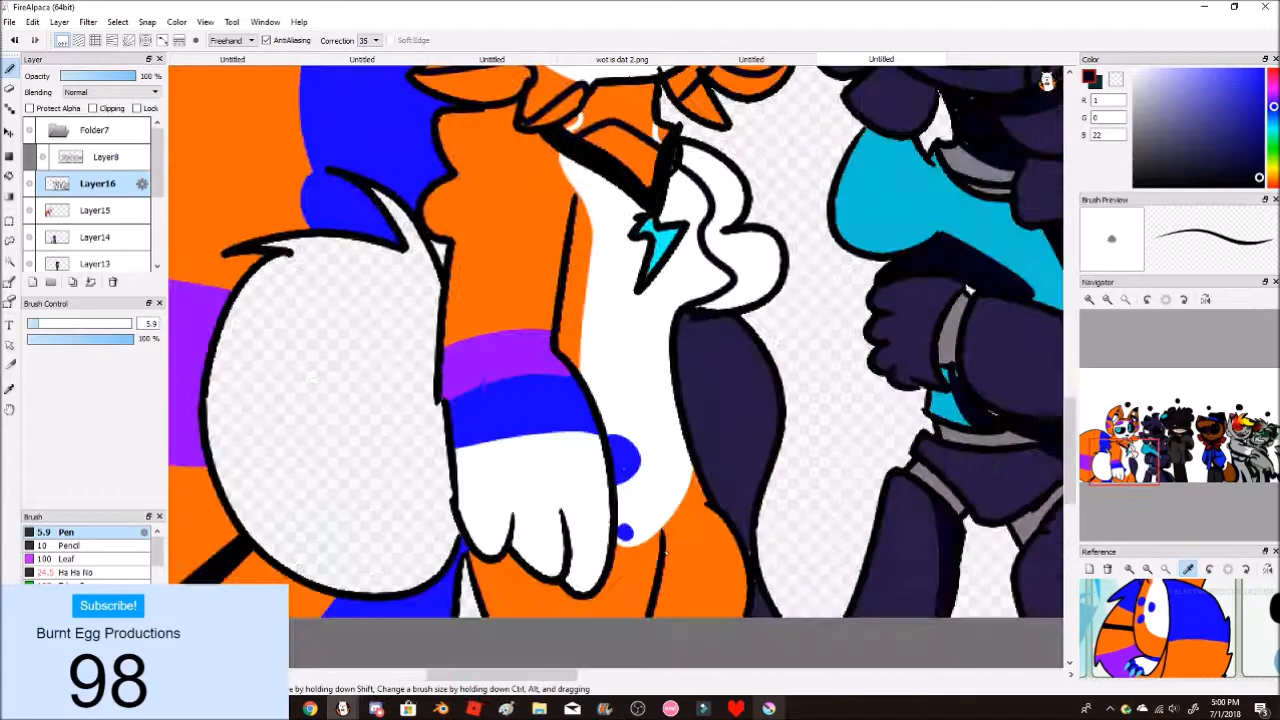 FireAlpaca (64bit)
File Edit Layer Filter Select Snap Color View Tool Window Help
Freehand AntiAliasing Correction 35 Soft Edge
Layer
Untitled Untitled Untitled wot is dat 2.png Untitled Untitled
Color
Opacity 100 %
Blending Normal
Protect Alpha Clipping Lock
R 1
G 0
B 22
Folder7
Layer8
Layer16
Layer15
Layer14
Layer13
Brush Preview
Navigator
Brush Control
5.9
100 %
Brush
5.9 Pen
10 Pencil
100 Leaf
24.5 Ha Ha No
Reference
Subscribe!
Burnt Egg Productions
98
e by holding down Shift, Change a brush size by holding down Ctrl, Alt, and dragging
5:00 PM
7/1/2018